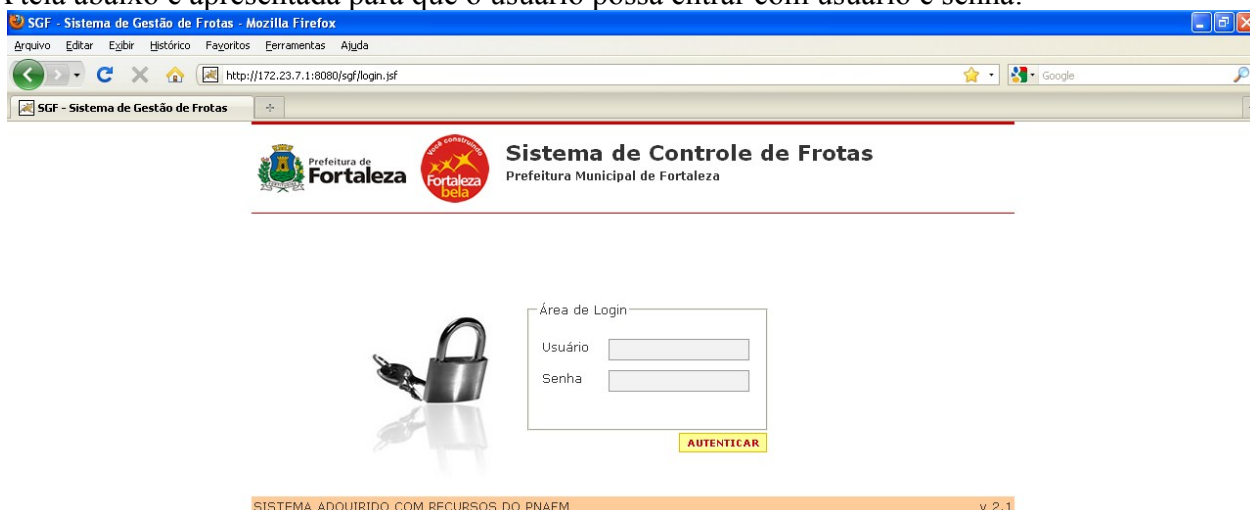 A tela abaixo é apresentada para que o usuário possa entrar com usuário e senha:
SGF - Sistema de Gestão de Frotas - Mozilla Firefox
Arquivo Editar Exibir Histórico Favoritos Ferramentas Ajuda
http://172.23.7.1:8080/sgf/login.jsf
Google
SGF - Sistema de Gestão de Frotas
Prefeitura de
Fortaleza
Você construindo
Fortaleza
bela
Sistema de Controle de Frotas
Prefeitura Municipal de Fortaleza
Área de Login
Usuário
Senha
AUTENTICAR
SISTEMA ADQUIRIDO COM RECURSOS DO PNAFM v 2.1